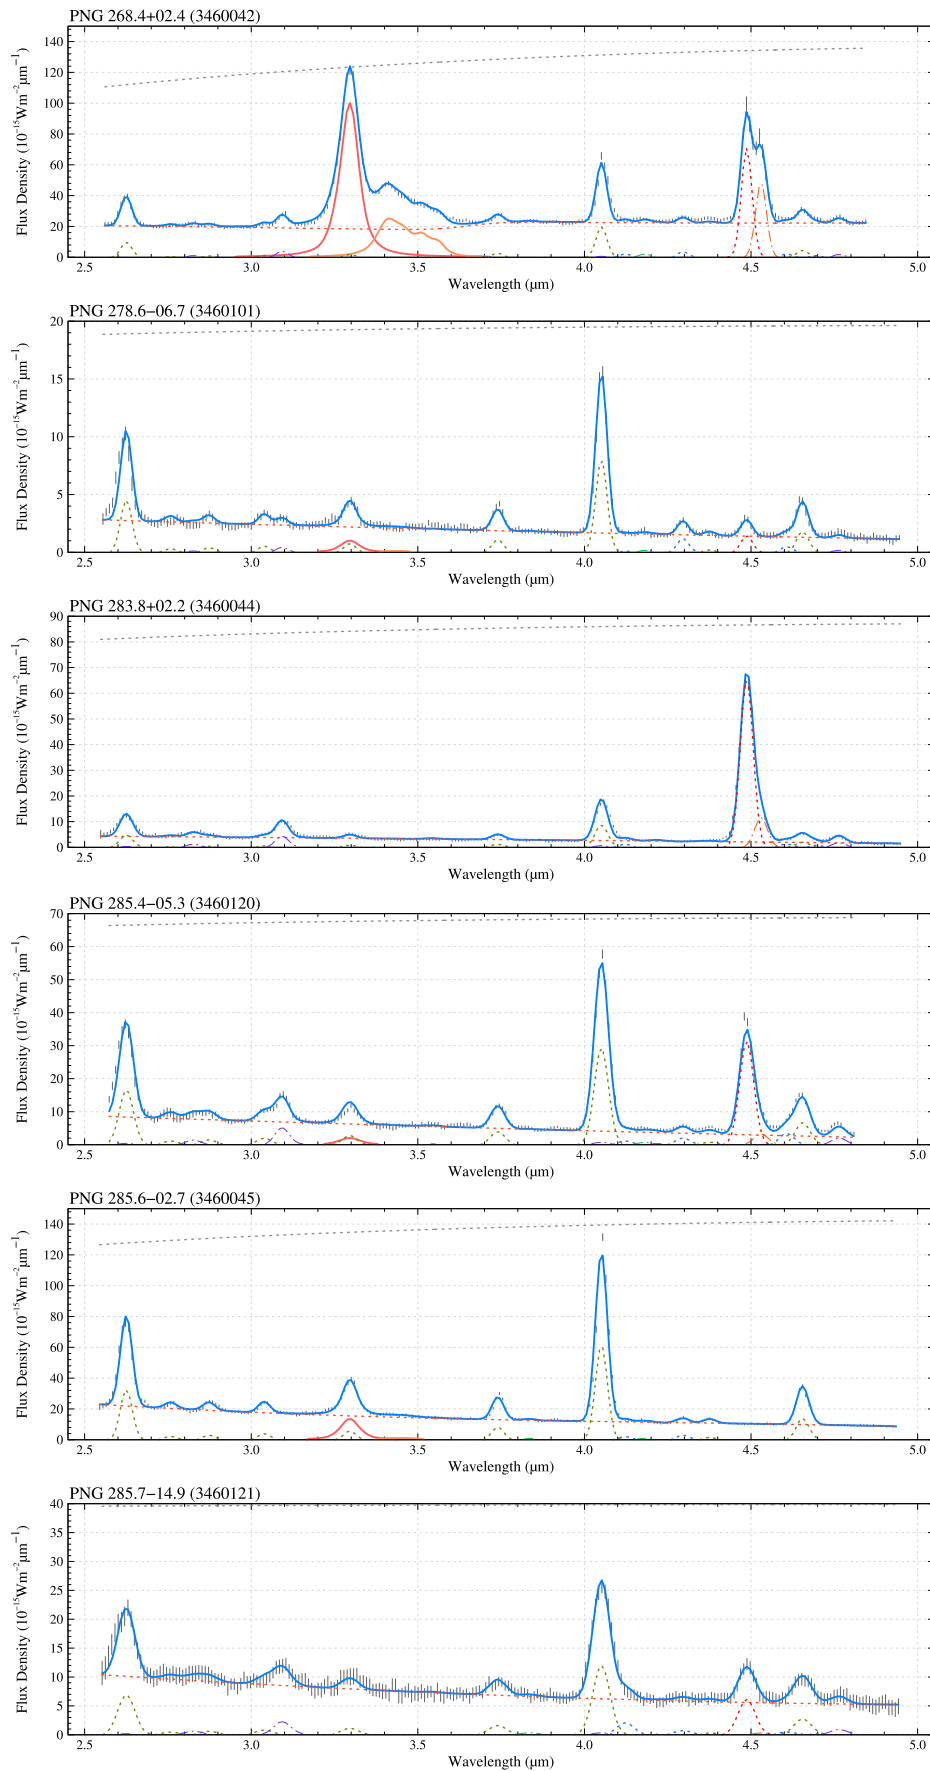 PNG 268.4+02.4 (3460042)
Flux Density (10⁻¹⁵Wm⁻²μm⁻¹)
140
120
100
80
60
40
20
0
2.5 3.0 3.5 4.0 4.5 5.0
Wavelength (μm)
PNG 278.6−06.7 (3460101)
Flux Density (10⁻¹⁵Wm⁻²μm⁻¹)
20
15
10
5
0
2.5 3.0 3.5 4.0 4.5 5.0
Wavelength (μm)
PNG 283.8+02.2 (3460044)
Flux Density (10⁻¹⁵Wm⁻²μm⁻¹)
90
80
70
60
50
40
30
20
10
0
2.5 3.0 3.5 4.0 4.5 5.0
Wavelength (μm)
PNG 285.4−05.3 (3460120)
Flux Density (10⁻¹⁵Wm⁻²μm⁻¹)
70
60
50
40
30
20
10
0
2.5 3.0 3.5 4.0 4.5 5.0
Wavelength (μm)
PNG 285.6−02.7 (3460045)
Flux Density (10⁻¹⁵Wm⁻²μm⁻¹)
140
120
100
80
60
40
20
0
2.5 3.0 3.5 4.0 4.5 5.0
Wavelength (μm)
PNG 285.7−14.9 (3460121)
Flux Density (10⁻¹⁵Wm⁻²μm⁻¹)
40
35
30
25
20
15
10
5
0
2.5 3.0 3.5 4.0 4.5 5.0
Wavelength (μm)